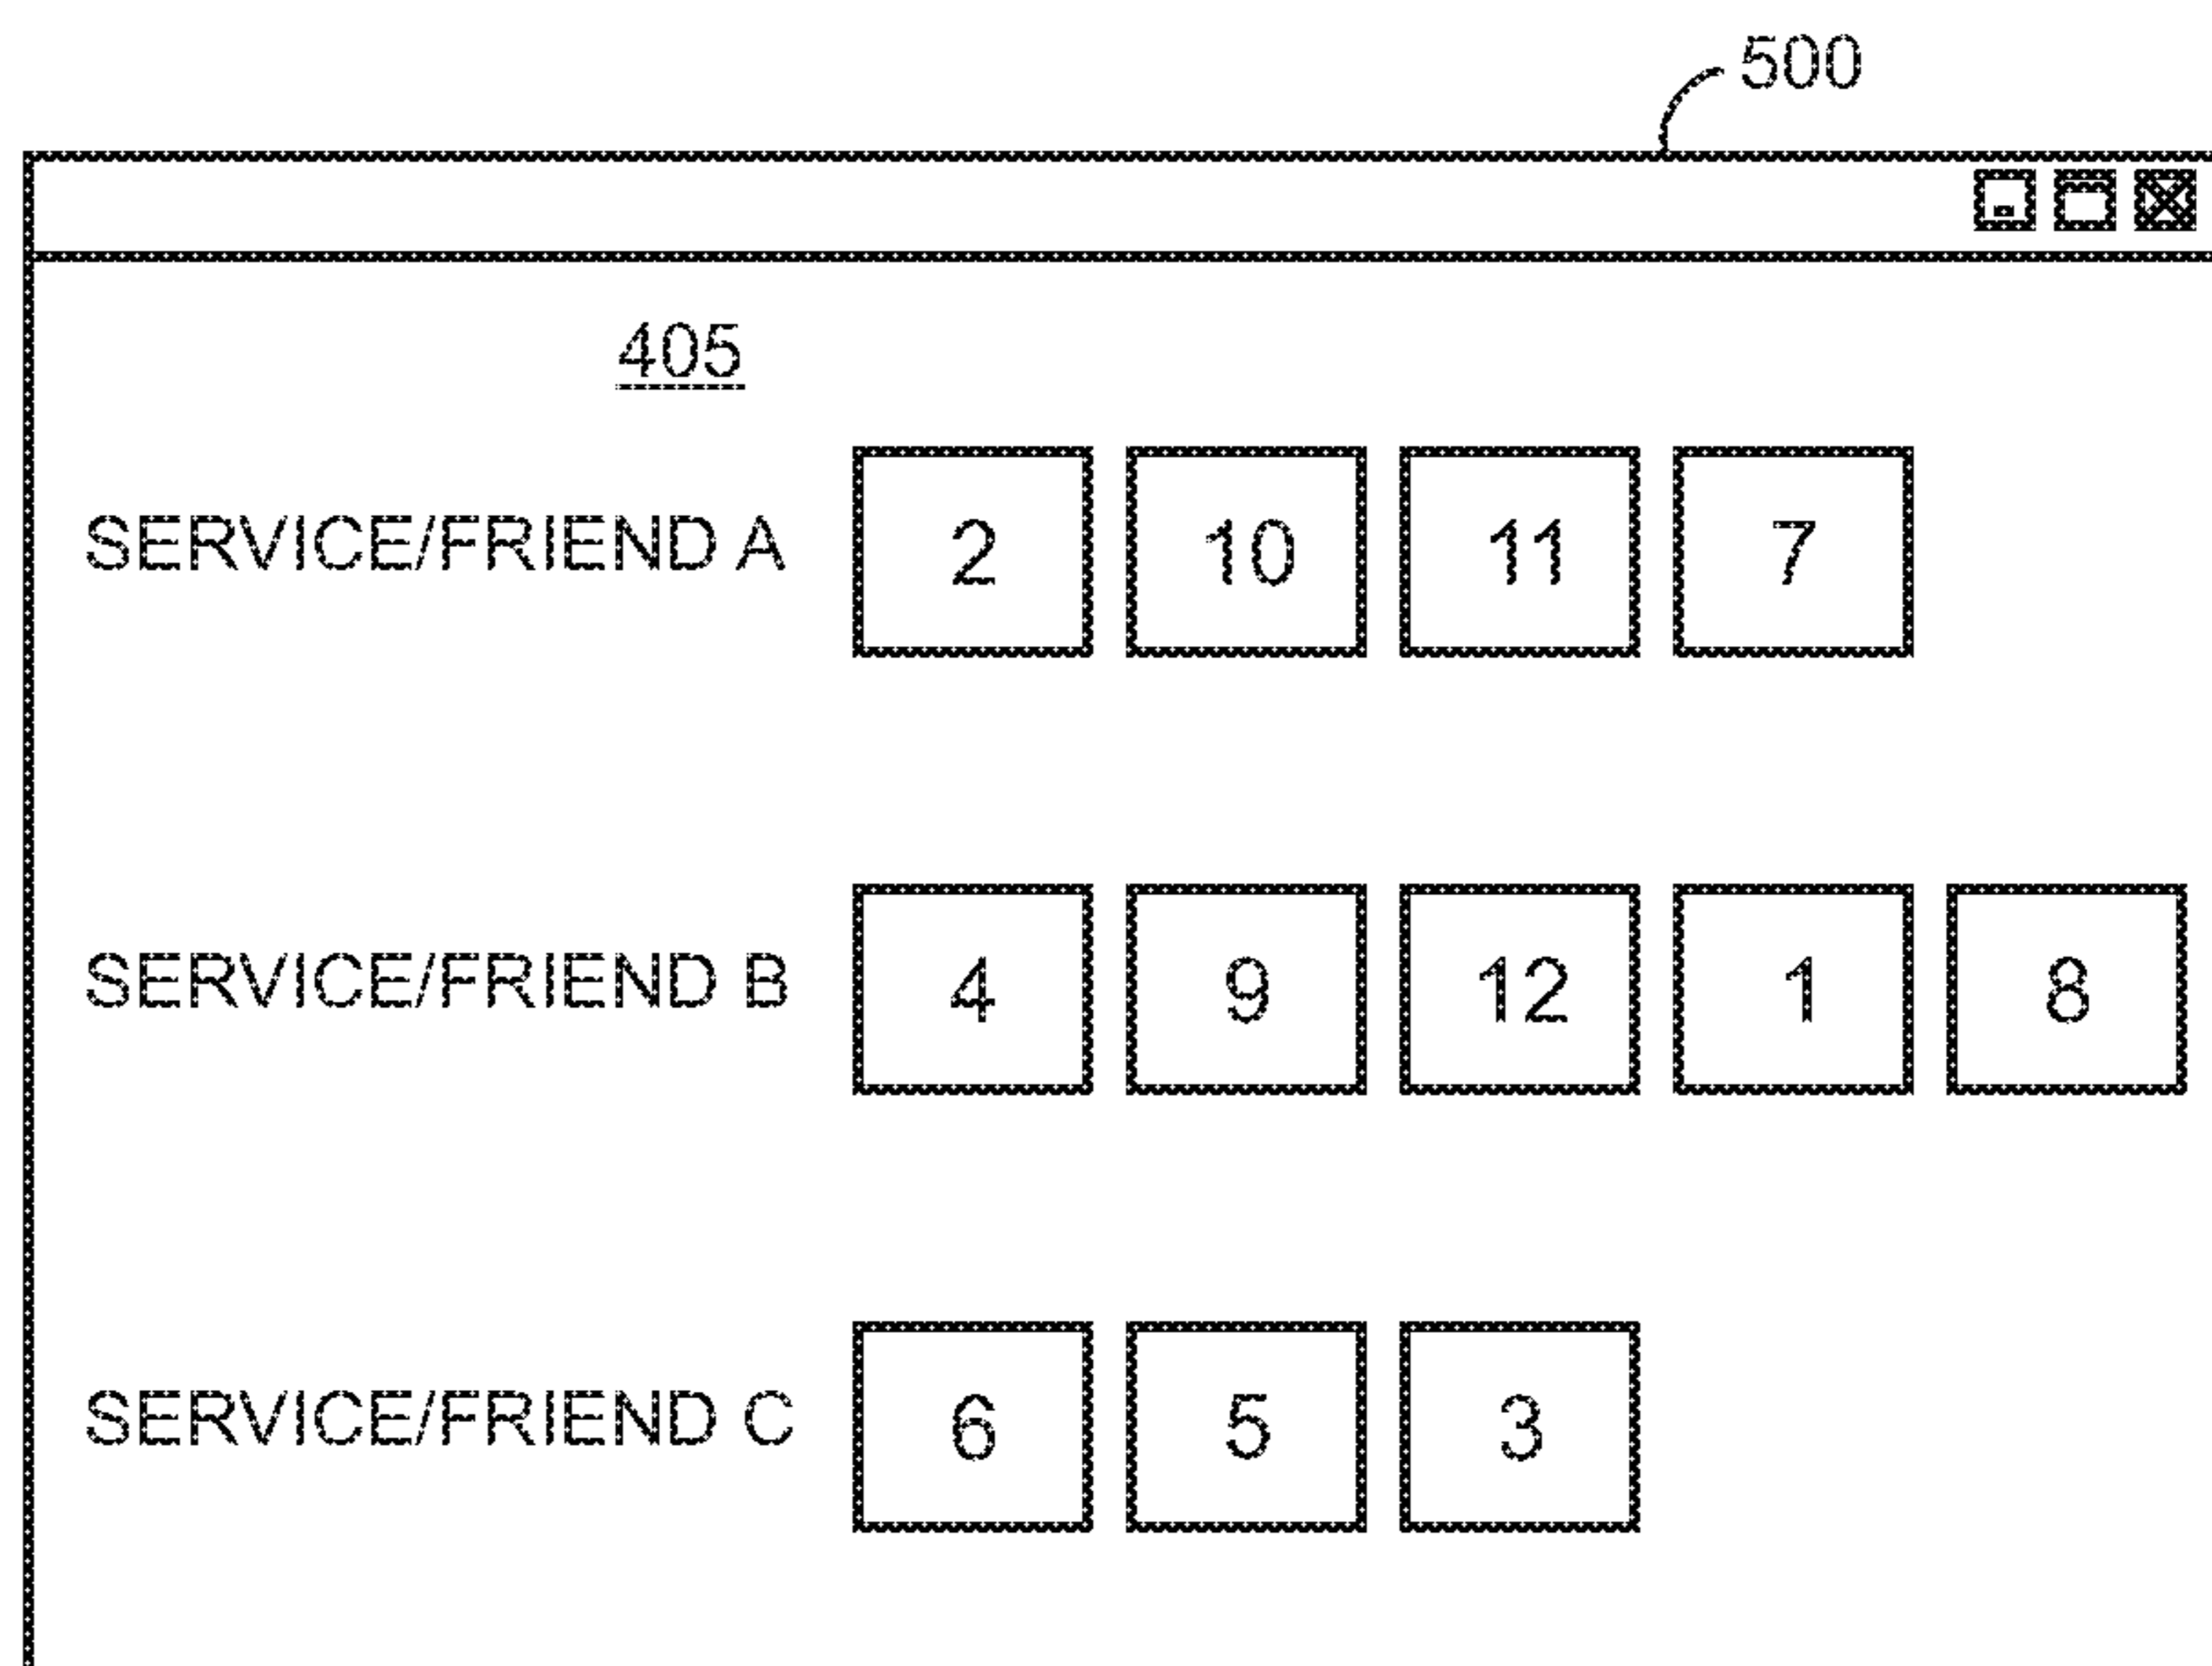 500
405
SERVICE/FRIEND A 2 10 11 7
SERVICE/FRIEND B 4 9 12 1 8
SERVICE/FRIEND C 6 5 3